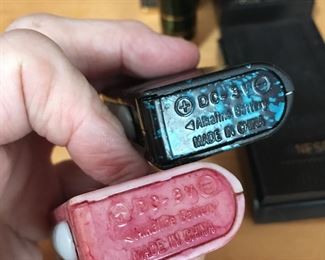 ⊕ DC-3V ⊖
◁Alkaline Battery
MADE IN CHINA
⊖ DC-3V ⊕
◁Alkaline Battery
MADE IN CHINA